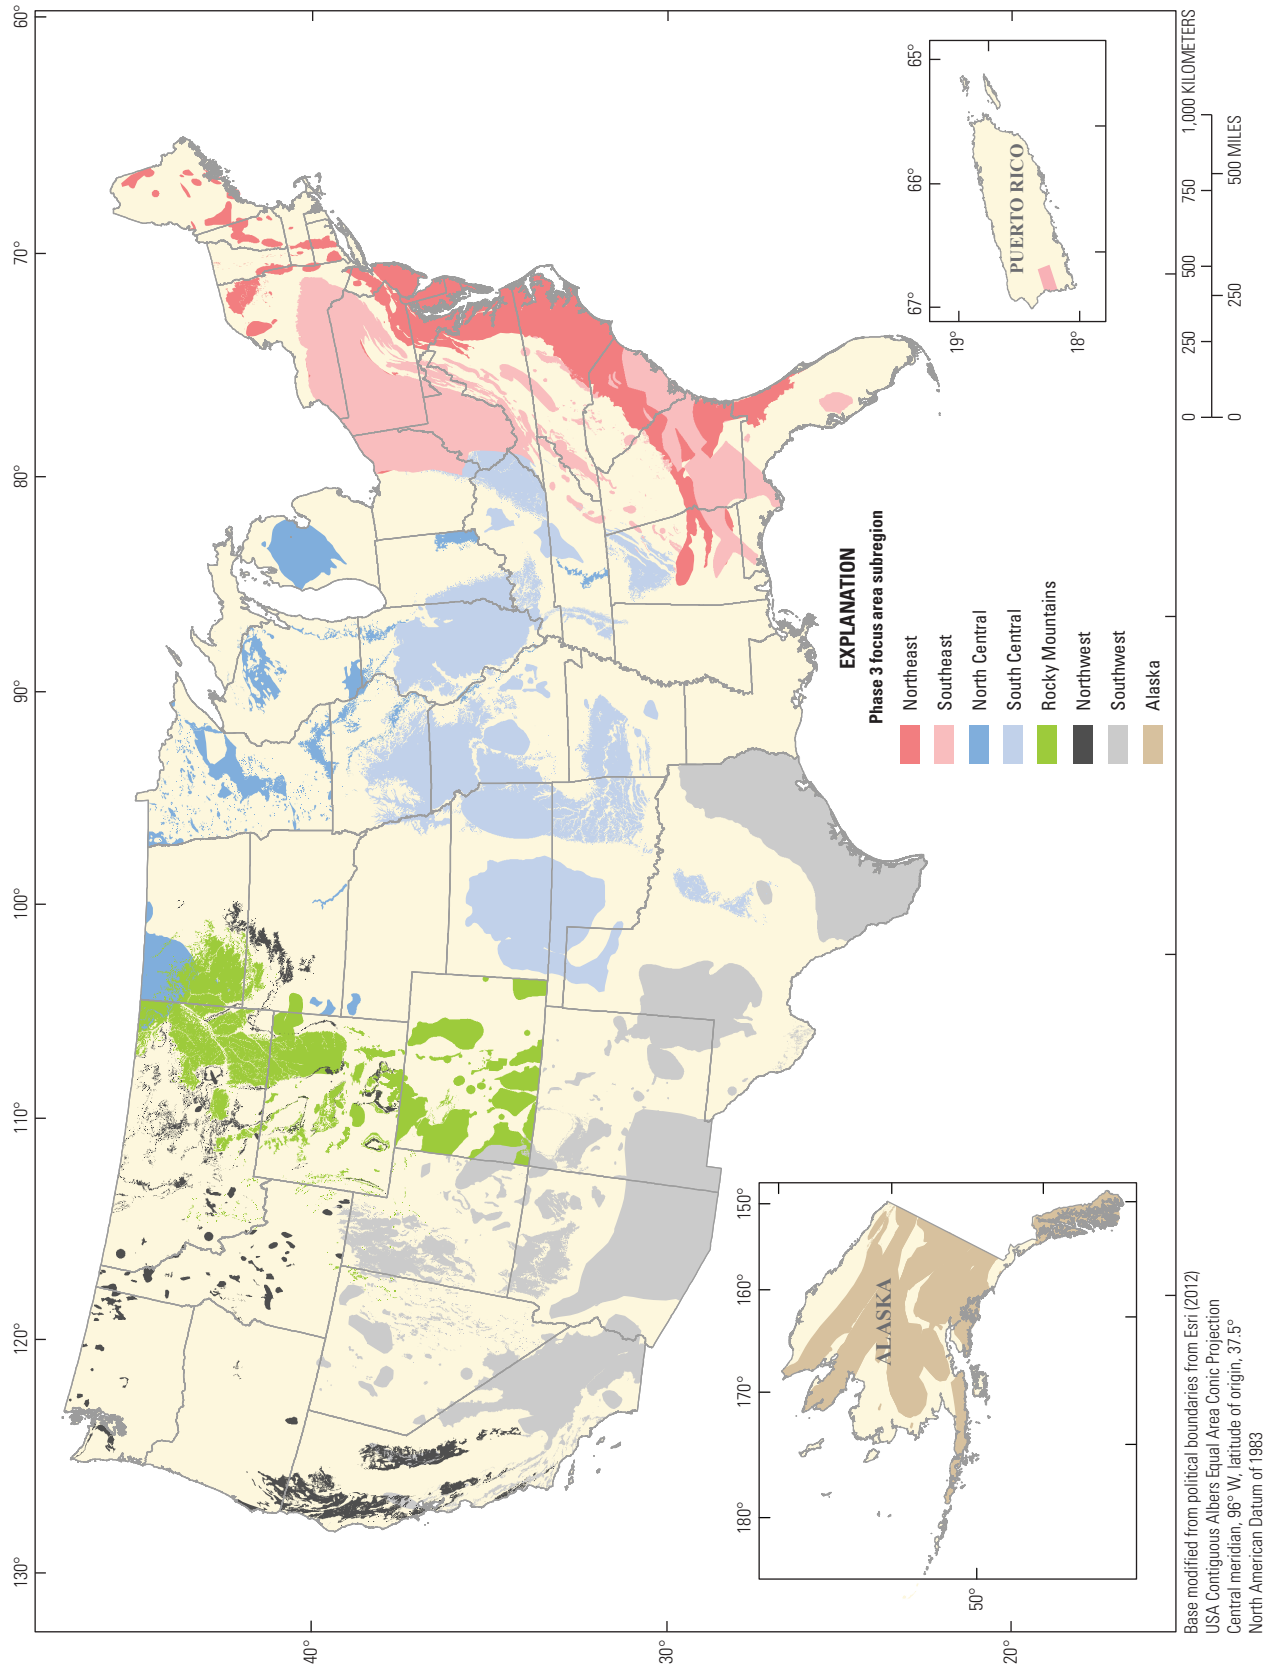 130°
120°
110°
100°
90°
80°
70°
60°
40°
30°
20°
EXPLANATION
Phase 3 focus area subregion
Northeast
Southeast
North Central
South Central
Rocky Mountains
Northwest
Southwest
Alaska
180°
170°
160°
150°
ALASKA
50°
67°
66°
65°
PUERTO RICO
19°
18°
0 250 500 750 1,000 KILOMETERS
0 250 500 MILES
Base modified from political boundaries from Esri (2012)
USA Contiguous Albers Equal Area Conic Projection
Central meridian, 96° W, latitude of origin, 37.5°
North American Datum of 1983